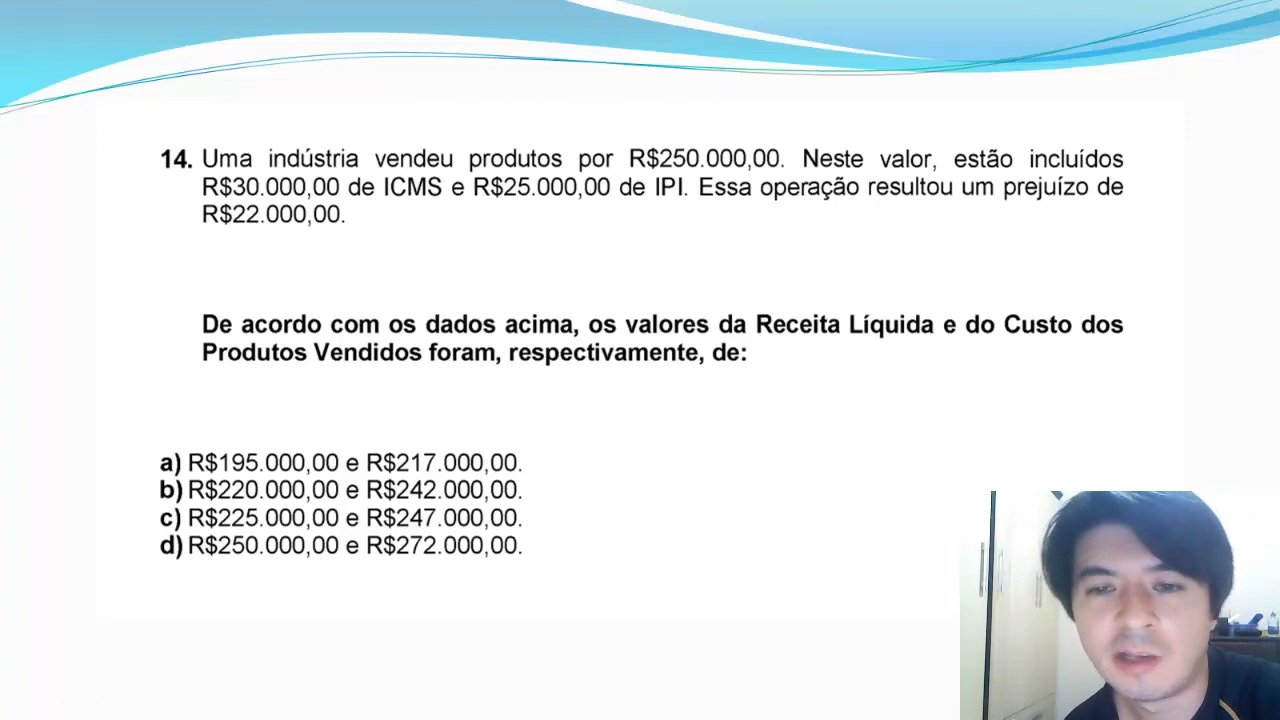 14. Uma indústria vendeu produtos por R$250.000,00. Neste valor, estão incluídos
R$30.000,00 de ICMS e R$25.000,00 de IPI. Essa operação resultou um prejuízo de
R$22.000,00.
De acordo com os dados acima, os valores da Receita Líquida e do Custo dos
Produtos Vendidos foram, respectivamente, de:
a) R$195.000,00 e R$217.000,00.
b) R$220.000,00 e R$242.000,00.
c) R$225.000,00 e R$247.000,00.
d) R$250.000,00 e R$272.000,00.